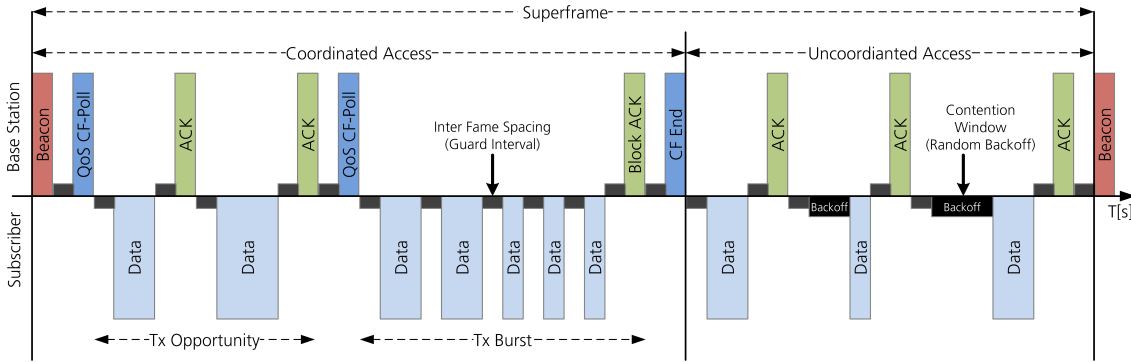 Superframe
Coordinated Access
Uncoordianted Access
Base Station
Beacon
QoS CF-Poll
ACK
ACK
QoS CF-Poll
Inter Fame Spacing
(Guard Interval)
Block ACK
CF End
ACK
ACK
Contention
Window
(Random Backoff)
ACK
Beacon
T[s]
Subscriber
Data
Data
Data
Data
Data
Data
Data
Data
Backoff
Data
Backoff
Data
Tx Opportunity
Tx Burst